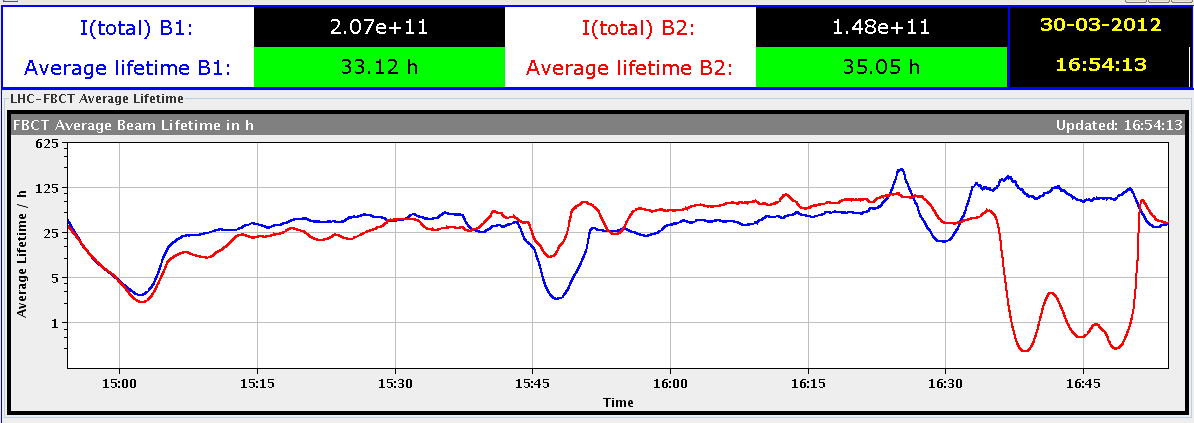 I(total) B1: 2.07e+11 I(total) B2: 1.48e+11 30-03-2012
Average lifetime B1: 33.12 h Average lifetime B2: 35.05 h 16:54:13
LHC-FBCT Average Lifetime
FBCT Average Beam Lifetime in h Updated: 16:54:13
625
125
25
5
1
Average Lifetime / h
15:00 15:15 15:30 15:45 16:00 16:15 16:30 16:45
Time